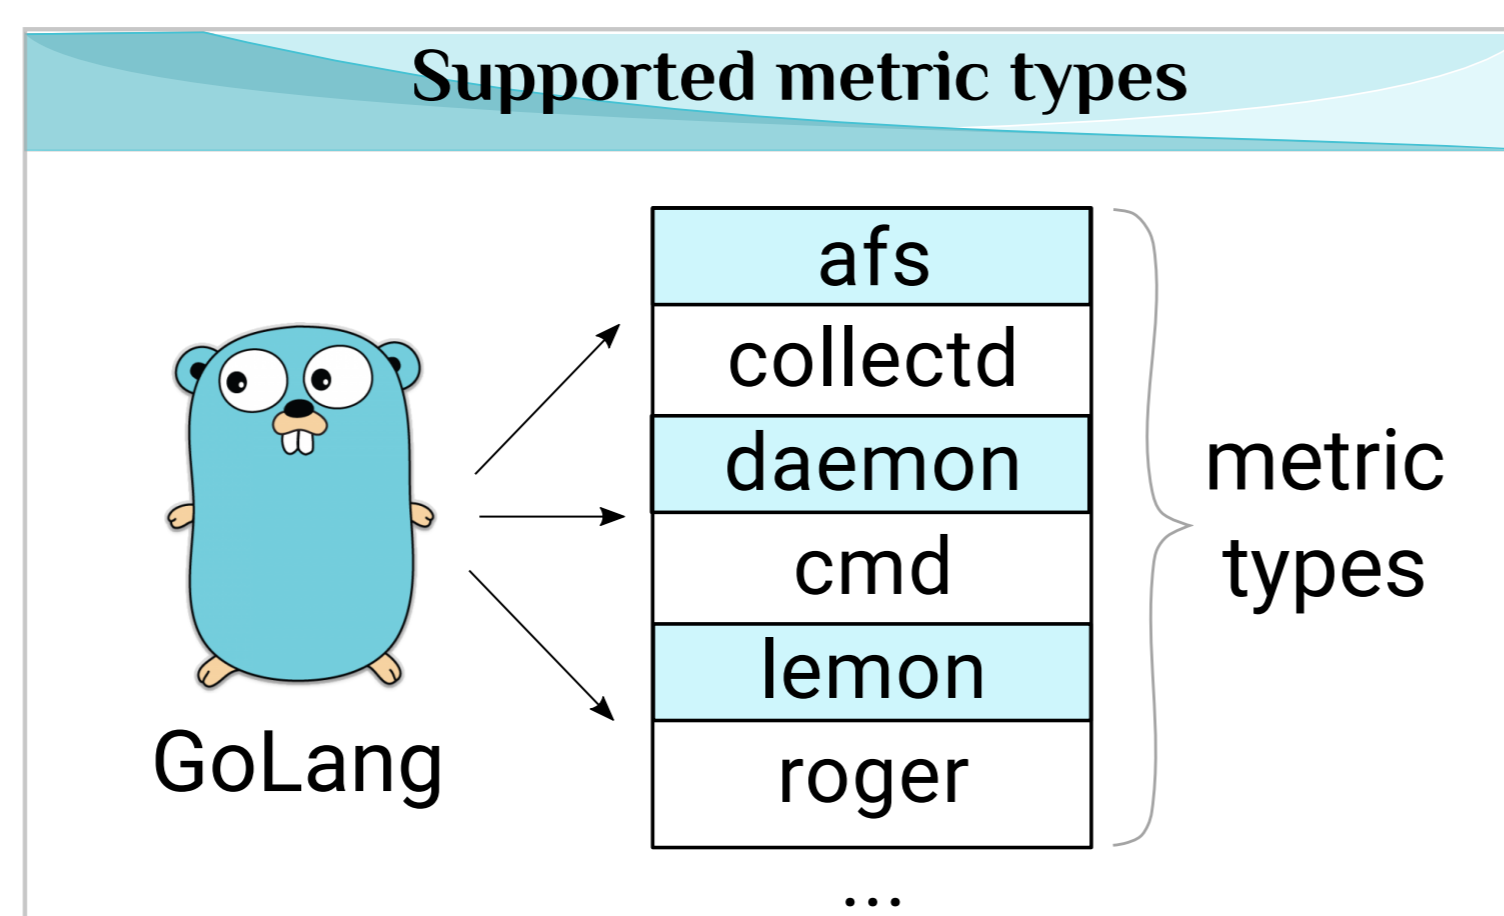 Supported metric types
afs
collectd
daemon
cmd
lemon
roger
...
metric
types
GoLang